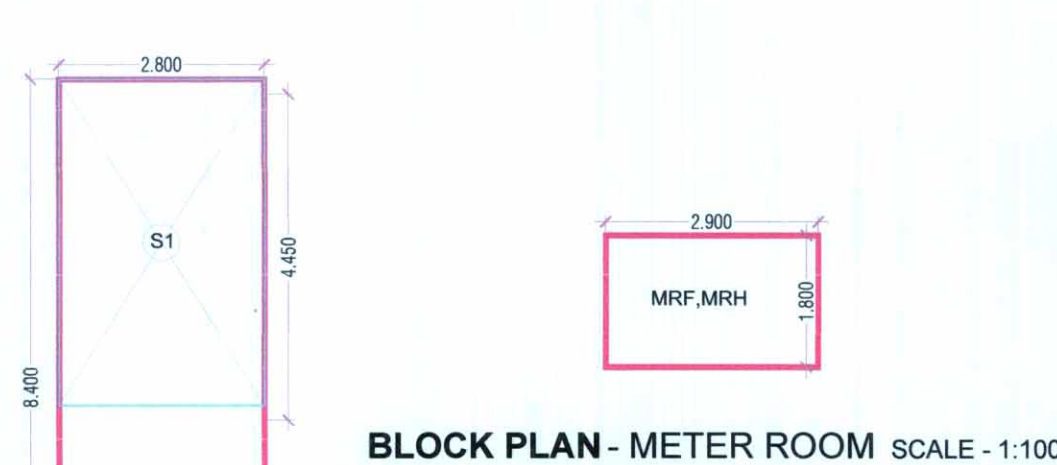 2.800
S1
4.450
8.400
2.900
MRF,MRH
1.800
BLOCK PLAN - METER ROOM SCALE - 1:100